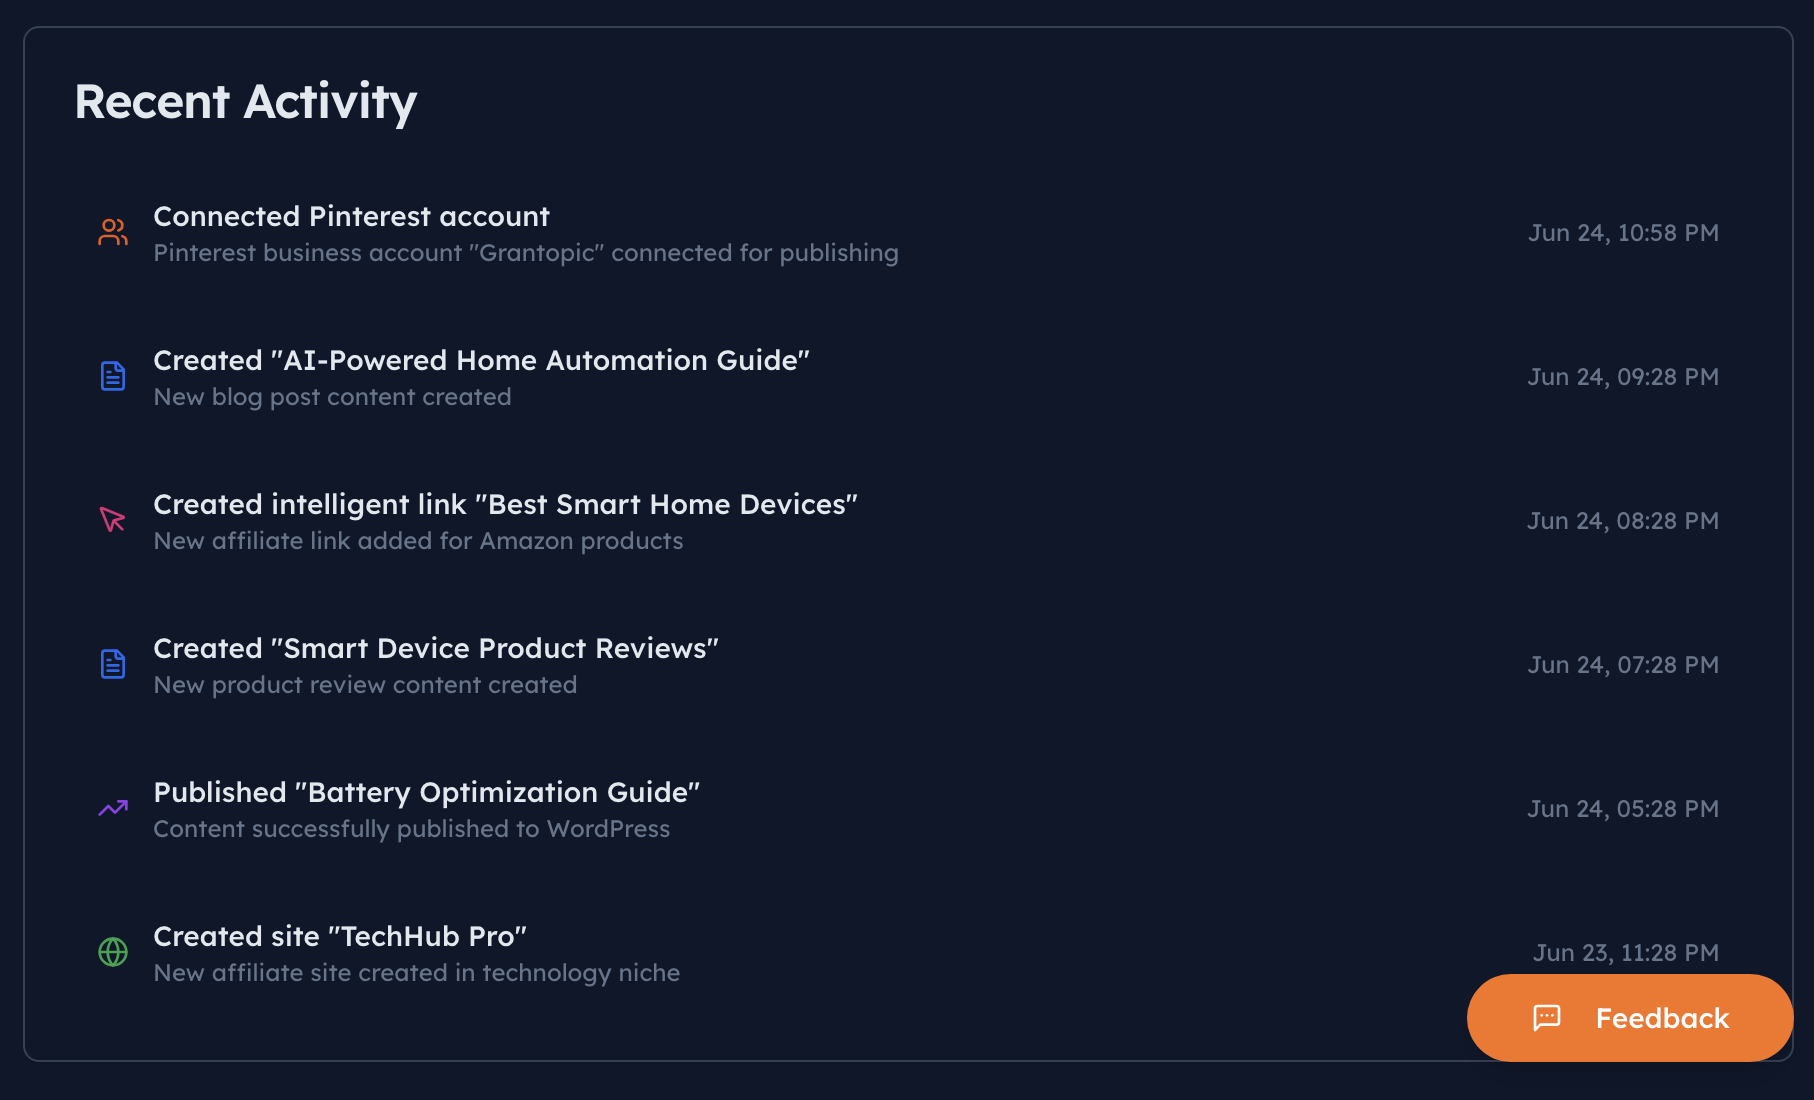 Recent Activity
Connected Pinterest account
Pinterest business account "Grantopic" connected for publishing
Jun 24, 10:58 PM
Created "AI-Powered Home Automation Guide"
New blog post content created
Jun 24, 09:28 PM
Created intelligent link "Best Smart Home Devices"
New affiliate link added for Amazon products
Jun 24, 08:28 PM
Created "Smart Device Product Reviews"
New product review content created
Jun 24, 07:28 PM
Published "Battery Optimization Guide"
Content successfully published to WordPress
Jun 24, 05:28 PM
Created site "TechHub Pro"
New affiliate site created in technology niche
Jun 23, 11:28 PM
Feedback